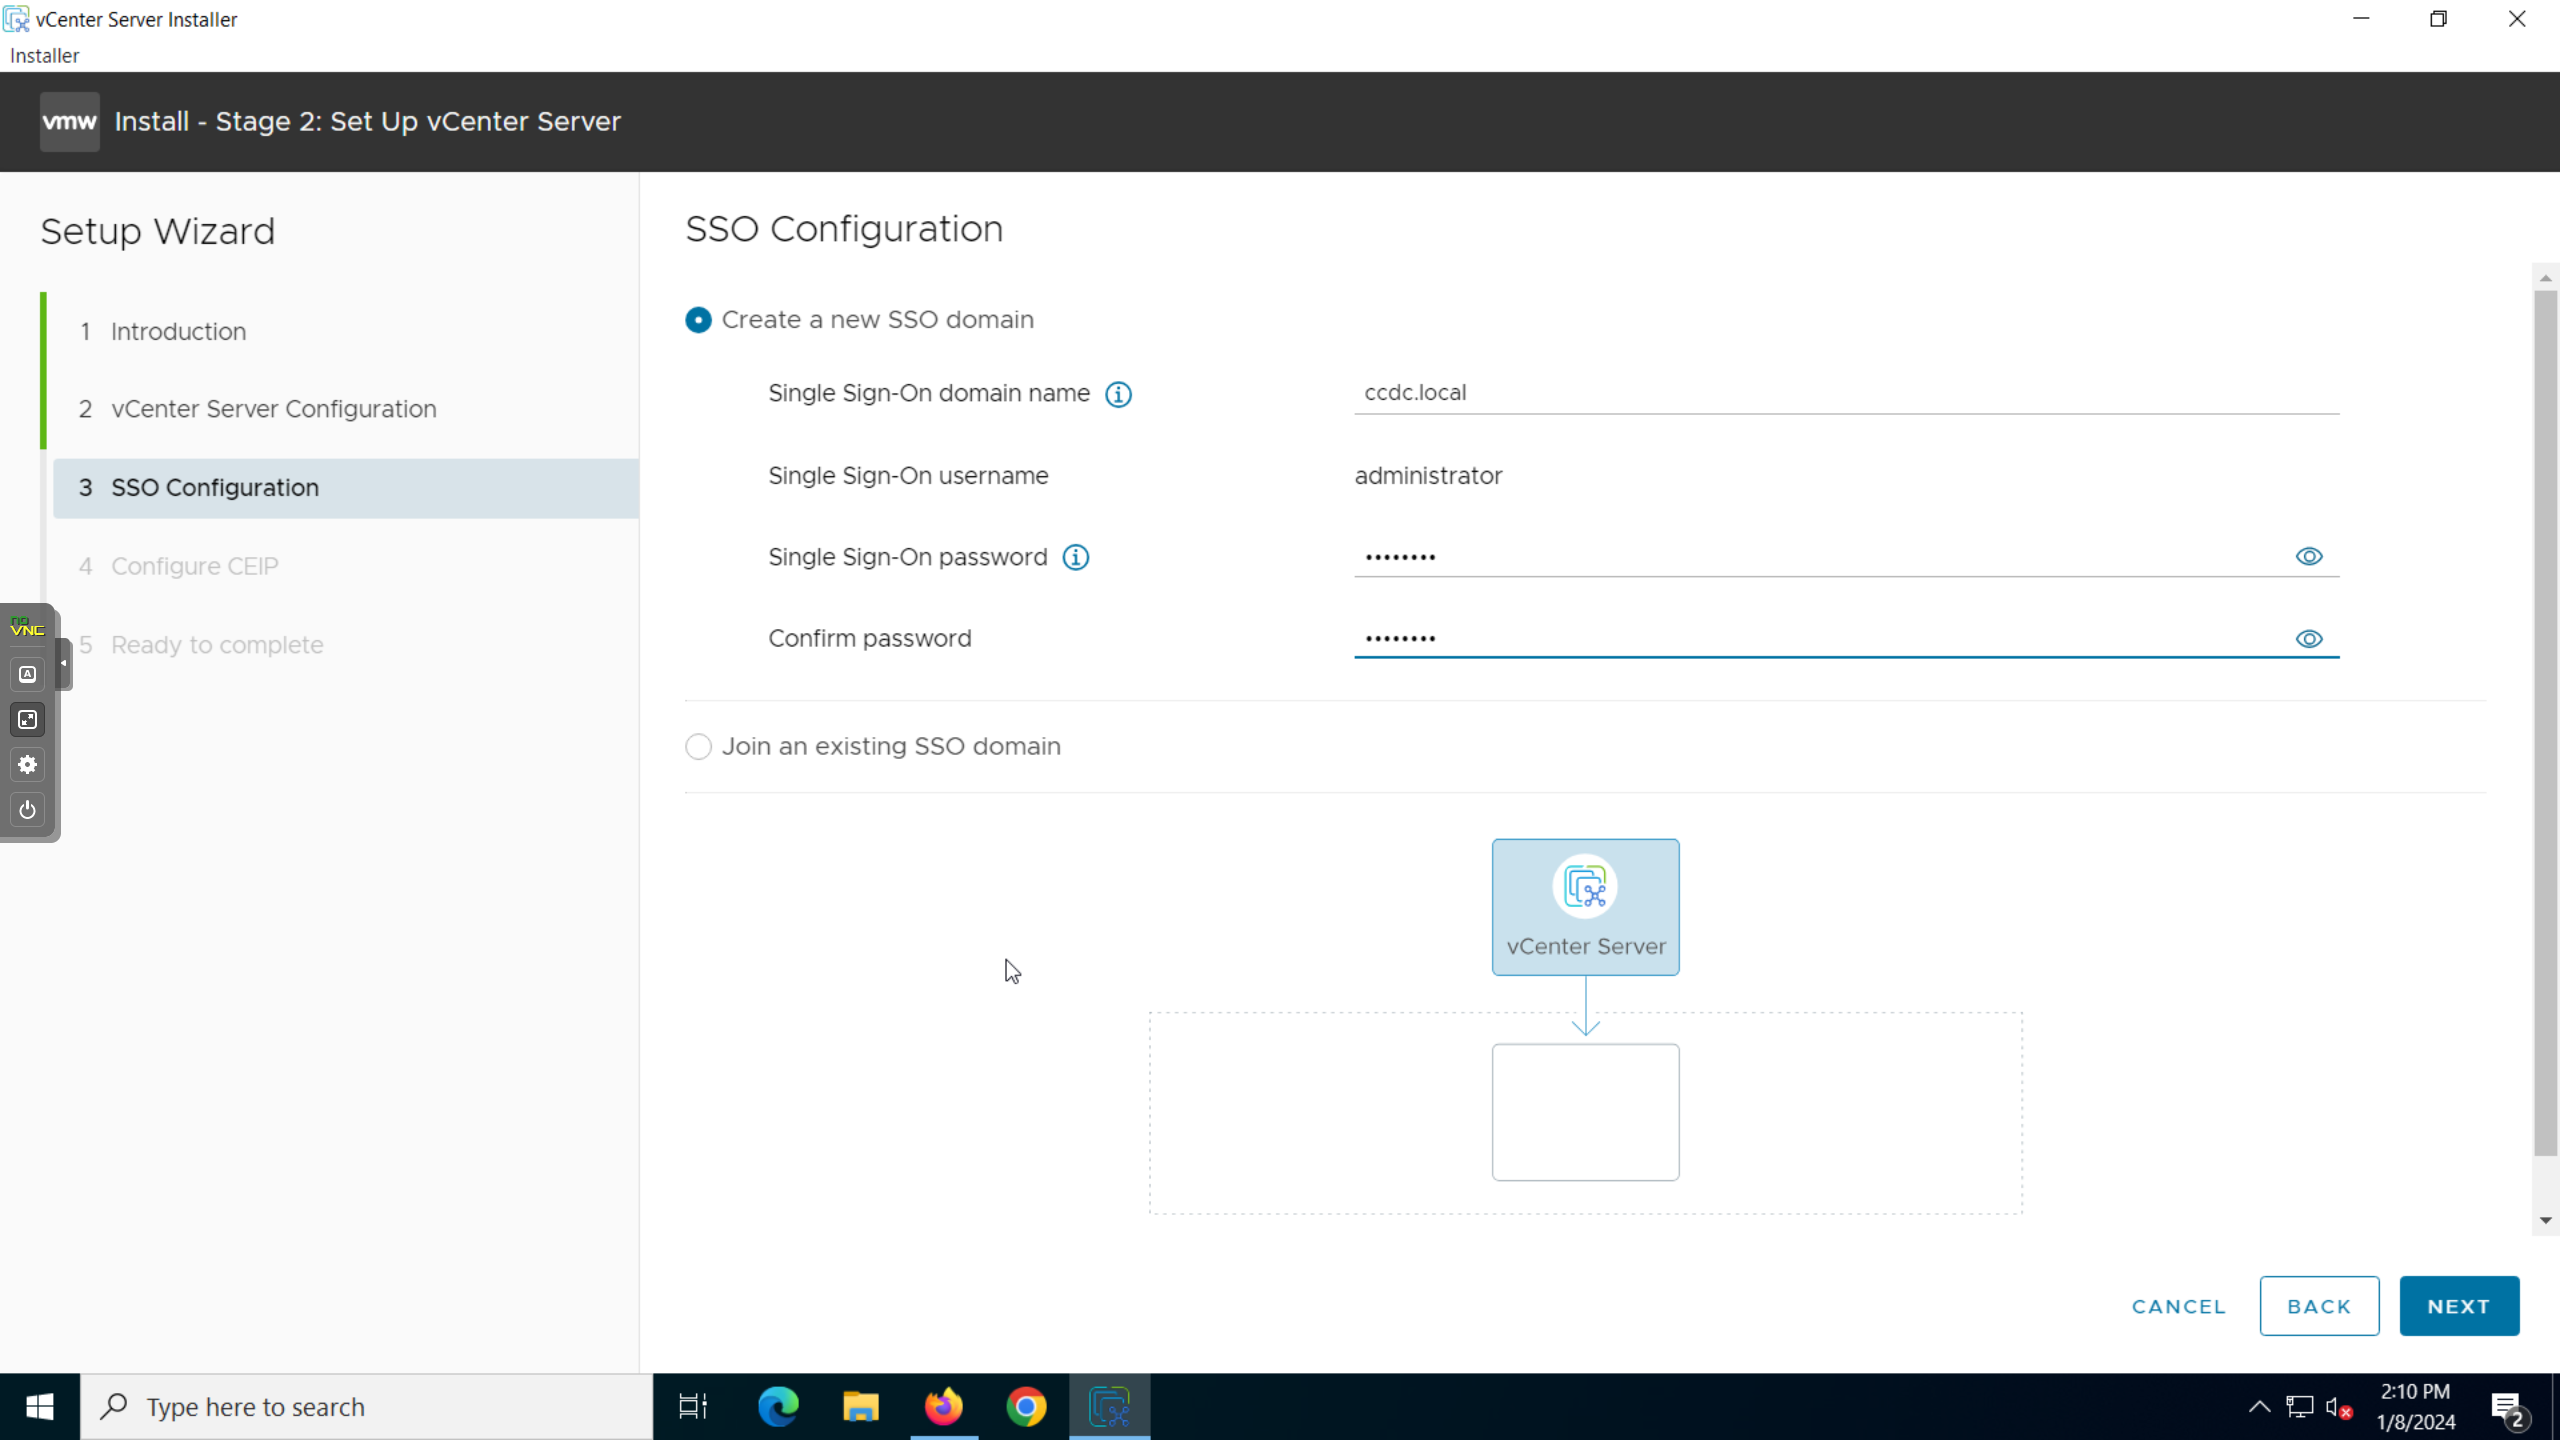 vCenter Server Installer
Installer
vmw Install - Stage 2: Set Up vCenter Server
Setup Wizard
1 Introduction
2 vCenter Server Configuration
3 SSO Configuration
4 Configure CEIP
5 Ready to complete
no
VNC
A
SSO Configuration
Create a new SSO domain
Single Sign-On domain name ccdc.local
Single Sign-On username administrator
Single Sign-On password ••••••••
Confirm password ••••••••
Join an existing SSO domain
vCenter Server
CANCEL BACK NEXT
Type here to search
2:10 PM
1/8/2024
2